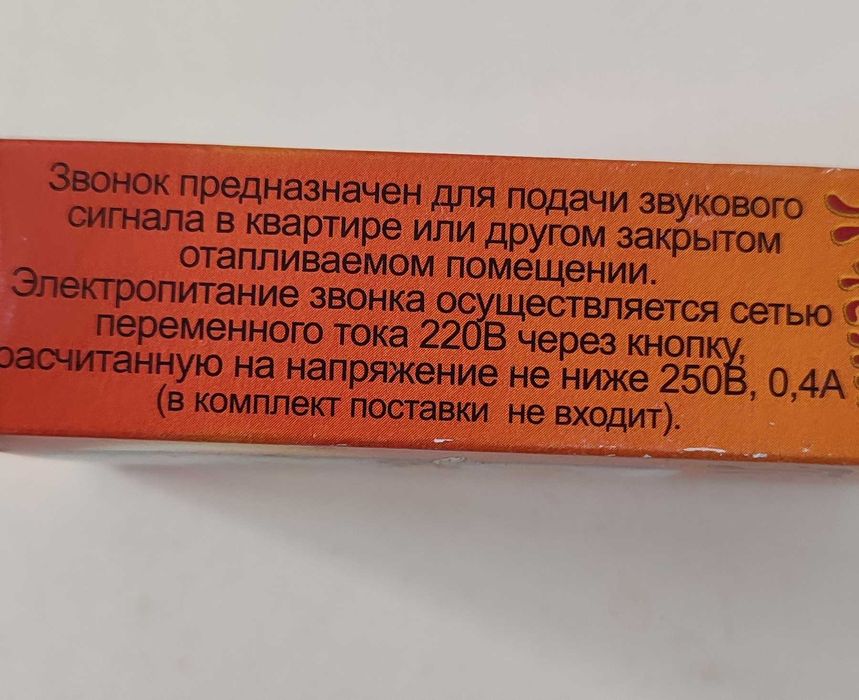 Звонок предназначен для подачи звукового
сигнала в квартире или другом закрытом
отапливаемом помещении.
Электропитание звонка осуществляется сетью
переменного тока 220В через кнопку,
расчитанную на напряжение не ниже 250В, 0,4А
(в комплект поставки не входит).